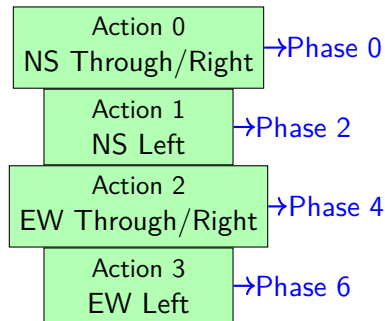 Action 0
NS Through/Right
→Phase 0
Action 1
NS Left
→Phase 2
Action 2
EW Through/Right
→Phase 4
Action 3
EW Left
→Phase 6